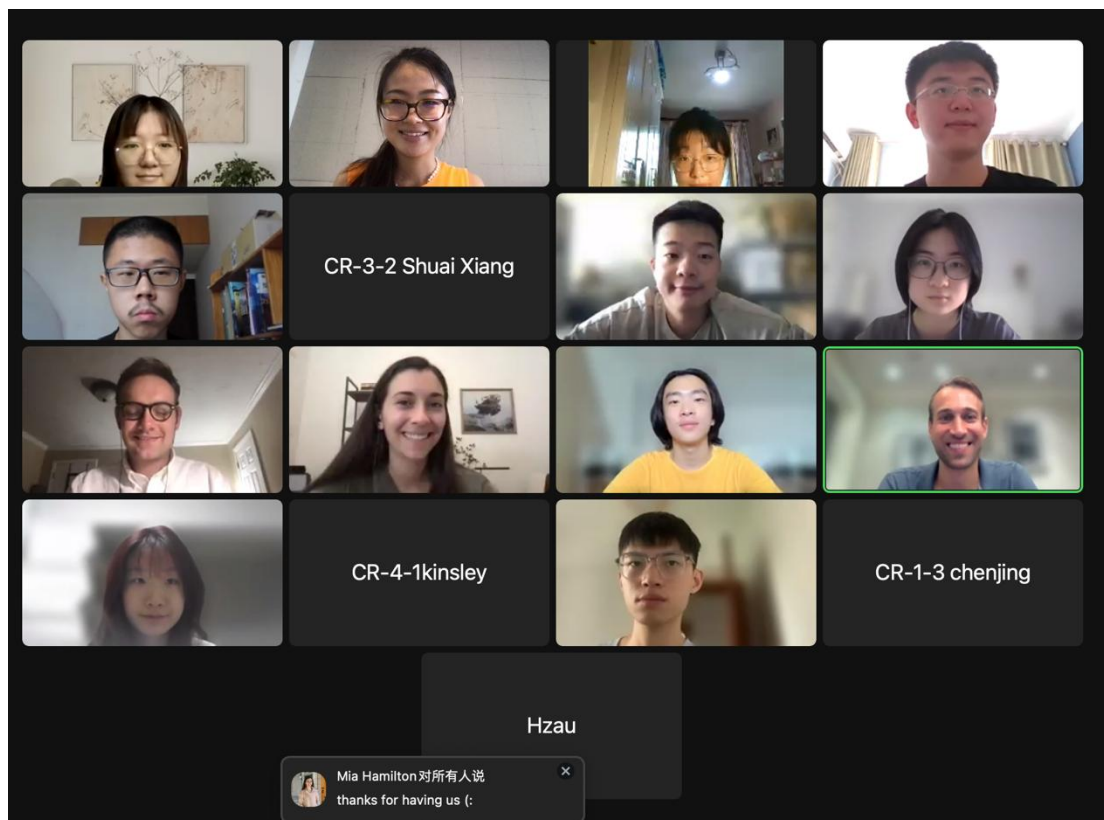 CR-3-2 Shuai Xiang
CR-4-1kinsley
CR-1-3 chenjing
Hzau
Mia Hamilton对所有人说
thanks for having us (: